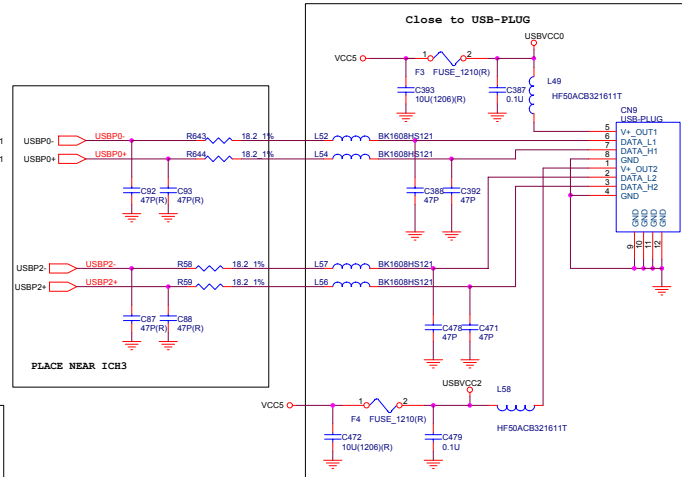 Close to USB-PLUG
USBVCC0
VCC5
1
2
F3
FUSE_1210(R)
C393
10U(1206)(R)
C387
0.1U
L49
HF50ACB321611T
CN9
USB-PLUG
5
V+_OUT1
6
DATA_L1
7
DATA_H1
8
GND
1
V+_OUT2
2
DATA_L2
3
DATA_H2
4
GND
GND
GND
GND
GND
9
10
11
12
1
USBP0-
USBP0-
R643
18.2 1%
L52
BK1608HS121
1
USBP0+
USBP0+
R644
18.2 1%
L54
BK1608HS121
C92
47P(R)
C93
47P(R)
C388
47P
C392
47P
USBP2-
USBP2-
R58
18.2 1%
L57
BK1608HS121
USBP2+
USBP2+
R59
18.2 1%
L56
BK1608HS121
C87
47P(R)
C88
47P(R)
C478
47P
C471
47P
PLACE NEAR ICH3
USBVCC2
L58
VCC5
1
2
F4
FUSE_1210(R)
HF50ACB321611T
C472
10U(1206)(R)
C479
0.1U